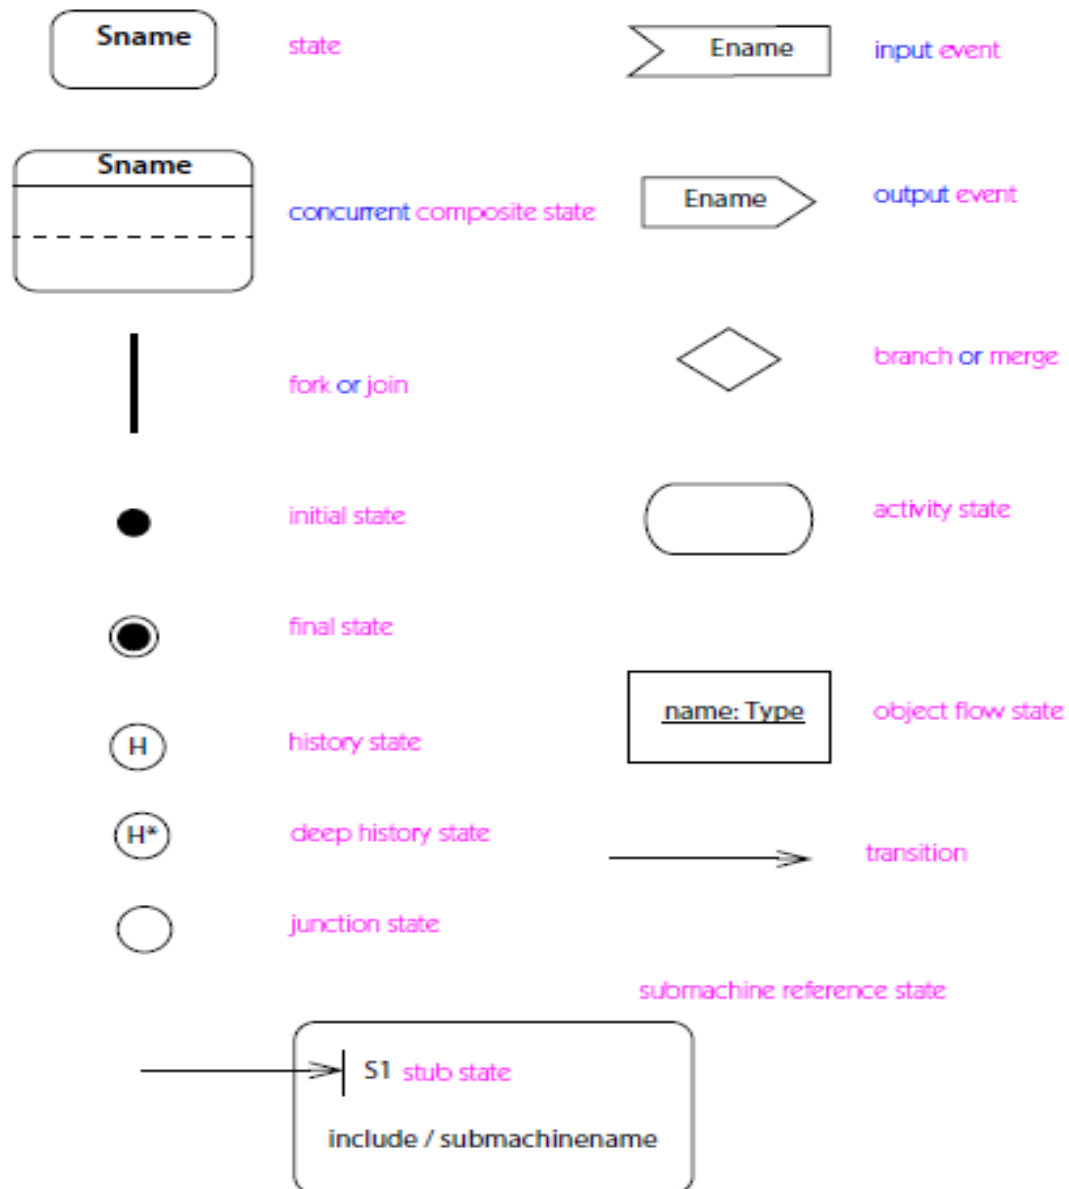 Sname
state
Ename
input event
Sname
concurrent composite state
Ename
output event
fork or join
branch or merge
initial state
activity state
final state
name: Type
object flow state
H
history state
H*
deep history state
transition
junction state
submachine reference state
S1 stub state
include / submachinename